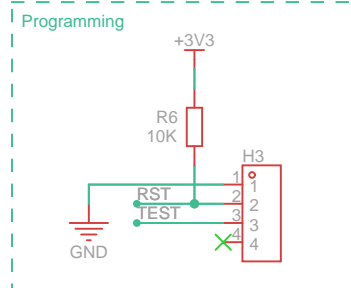 Programming
+3V3
R6
10K
H3
1 1
RST 2 2
TEST 3 3
4 4
GND